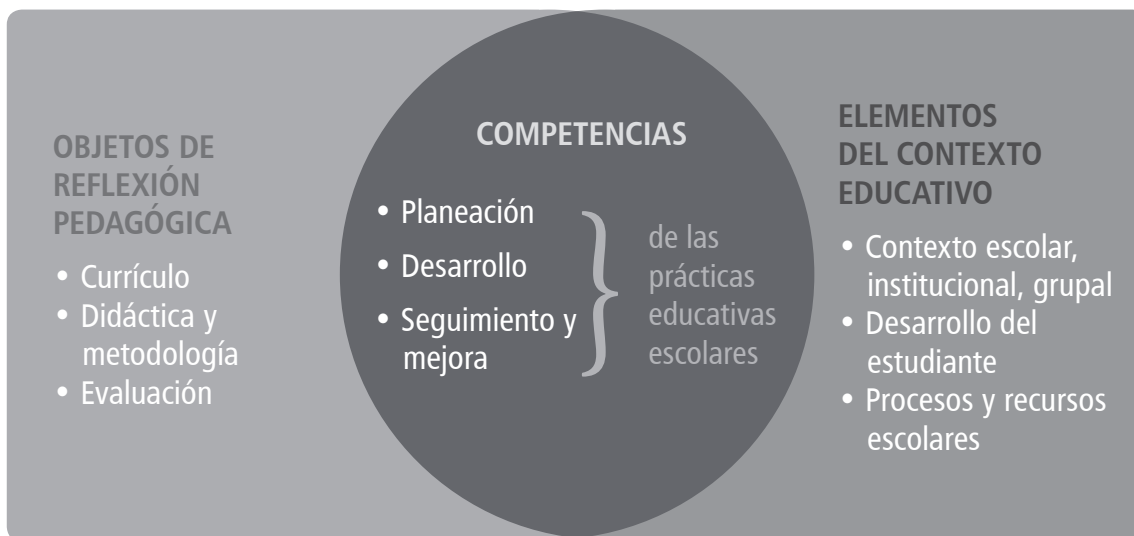 OBJETOS DE
REFLEXIÓN
PEDAGÓGICA
• Currículo
• Didáctica y
metodología
• Evaluación
COMPETENCIAS
• Planeación
• Desarrollo
• Seguimiento y
mejora
de las
prácticas
educativas
escolares
ELEMENTOS
DEL CONTEXTO
EDUCATIVO
• Contexto escolar,
institucional, grupal
• Desarrollo del
estudiante
• Procesos y recursos
escolares